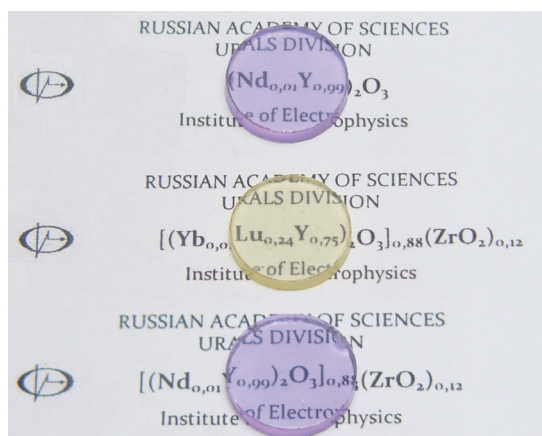 RUSSIAN ACADEMY OF SCIENCES
URALS DIVISION
(Nd0,01Y0,99)2O3
Institute of Electrophysics
RUSSIAN ACADEMY OF SCIENCES
URALS DIVISION
[(Yb0,0 Lu0,24Y0,75)2O3]0,88(ZrO2)0,12
Institute of Electrophysics
RUSSIAN ACADEMY OF SCIENCES
URALS DIVISION
[(Nd0,01Y0,99)2O3]0,88(ZrO2)0,12
Institute of Electrophysics